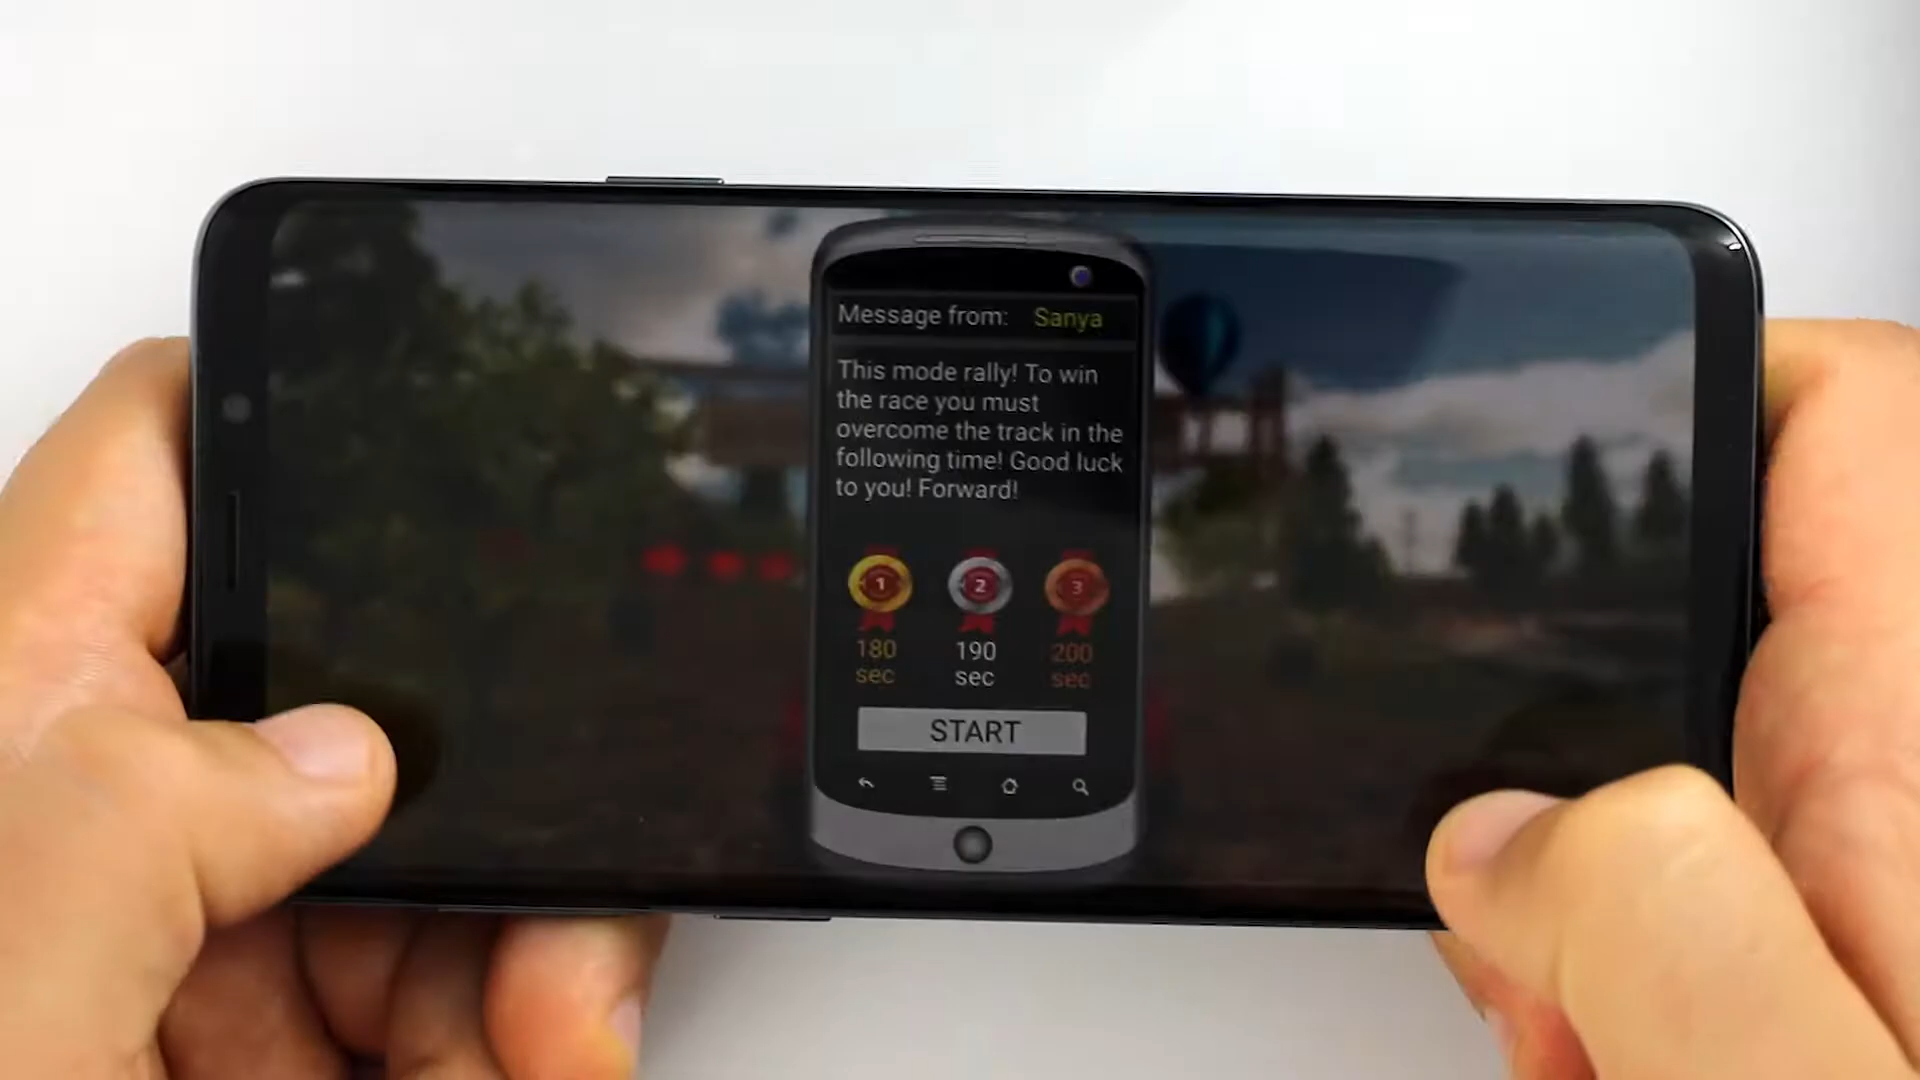 Message from: Sanya
This mode rally! To win
the race you must
overcome the track in the
following time! Good luck
to you! Forward!
1 2 3
180 190 200
sec sec sec
START